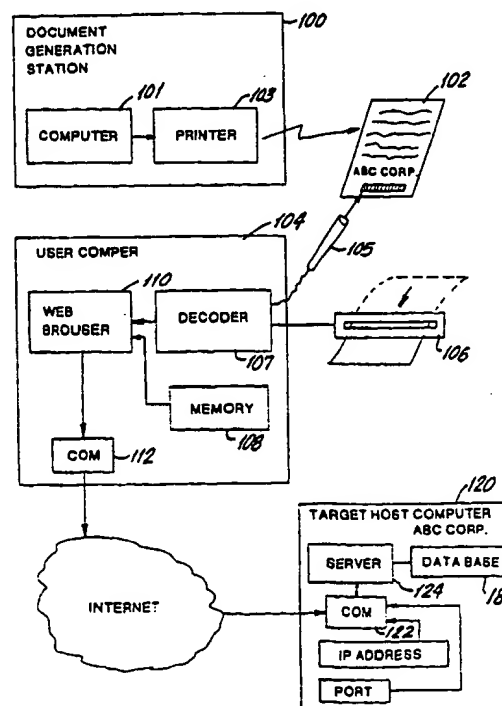 100
DOCUMENT
GENERATION
STATION
101
103
102
COMPUTER
PRINTER
ABC CORP.
104
USER COMPER
105
110
WEB
BROUSER
DECODER
107
106
MEMORY
108
COM
112
120
TARGET HOST COMPUTER
ABC CORP.
SERVER
DATA BASE
124
18
INTERNET
COM
122
IP ADDRESS
PORT